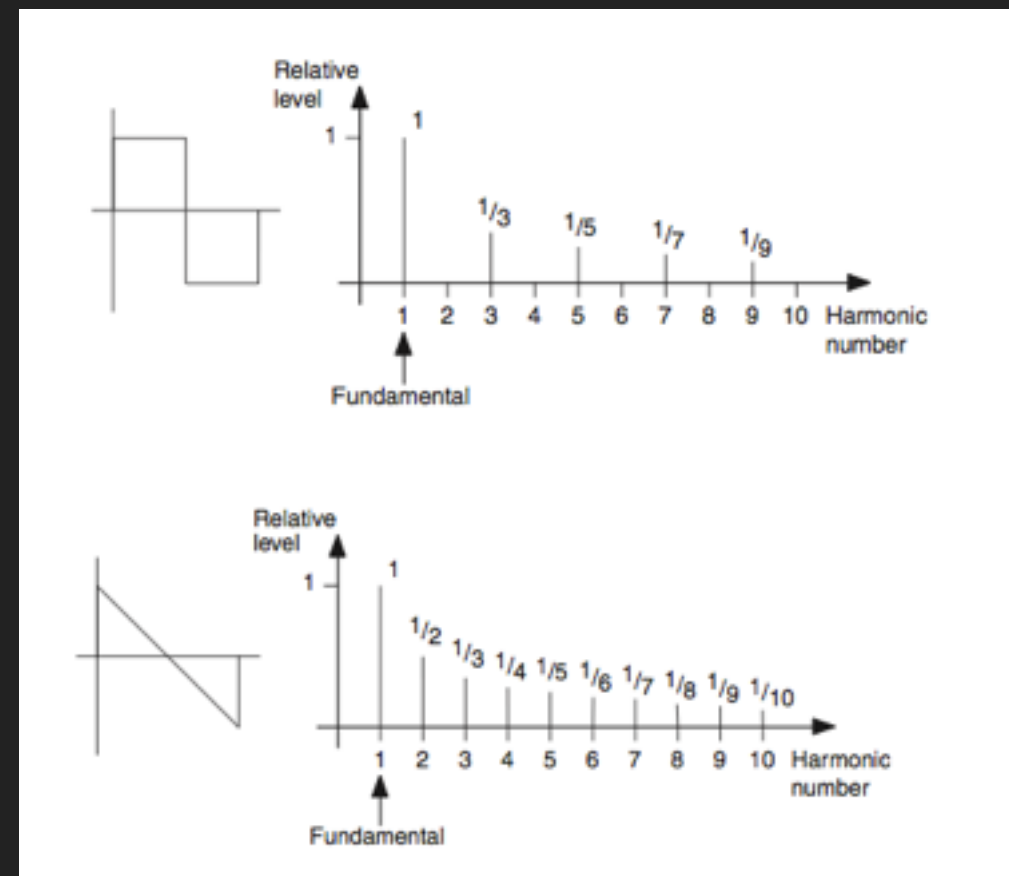 Relative
level
1
1
1/3
1/5
1/7
1/9
1 2 3 4 5 6 7 8 9 10 Harmonic
number
Fundamental
Relative
level
1
1
1/2
1/3
1/4
1/5
1/6
1/7
1/8
1/9
1/10
1 2 3 4 5 6 7 8 9 10 Harmonic
number
Fundamental